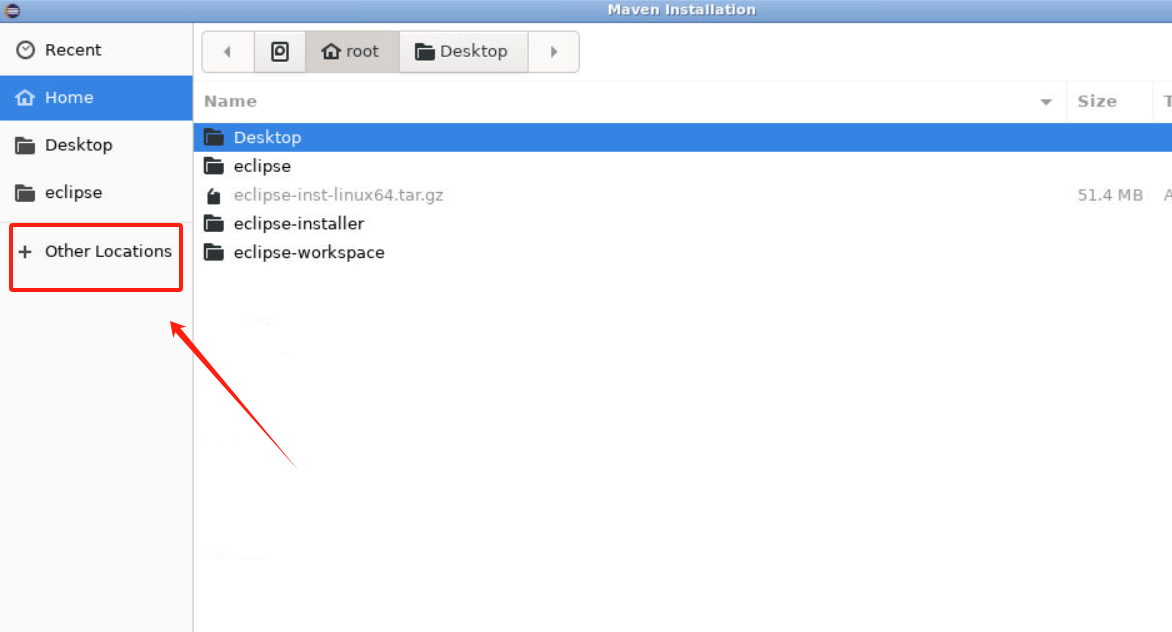 Maven Installation
Recent
Home
Desktop
eclipse
Other Locations
root
Desktop
Name
Size
Desktop
eclipse
eclipse-inst-linux64.tar.gz
51.4 MB
eclipse-installer
eclipse-workspace